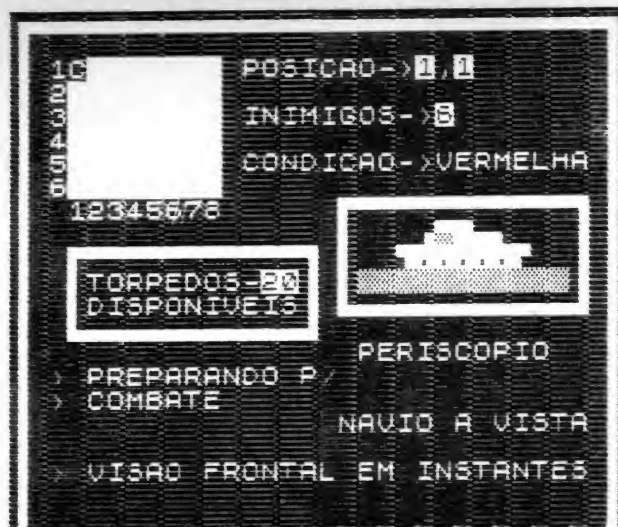 1C
POSICAO->1,1
2
3
INIMIGOS->6
4
5
CONDICAO->VERMELHA
6
12345678
TORPEDOS-20
DISPONIVEIS
PERISCOPIO
> PREPARANDO P/
> COMBATE
NAVIO A VISTA
> VISAO FRONTAL EM INSTANTES